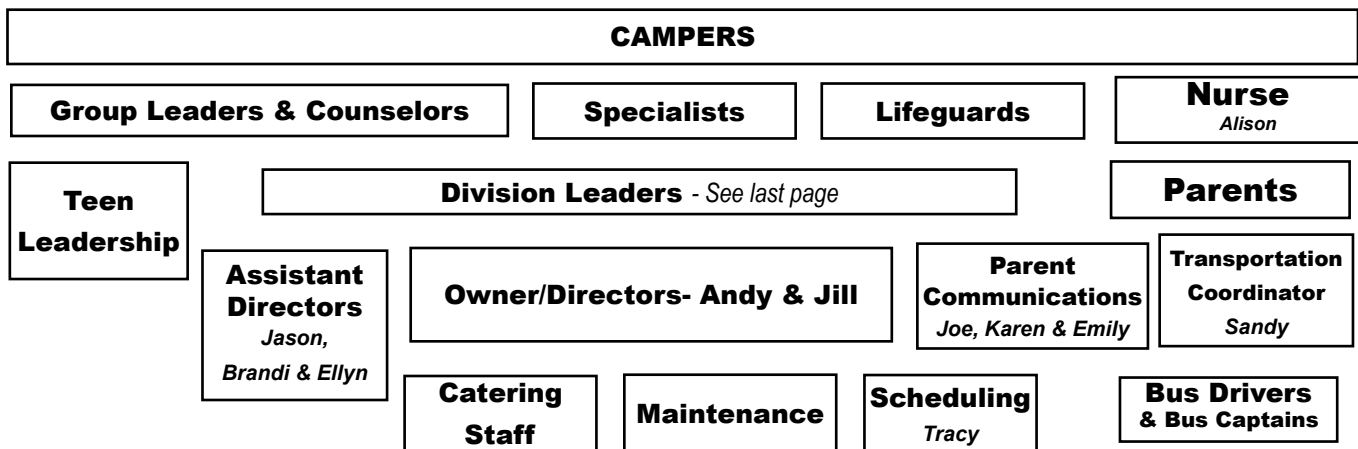 CAMPERS
Group Leaders & Counselors
Specialists
Lifeguards
Nurse
Alison
Teen
Leadership
Division Leaders - See last page
Parents
Assistant
Directors
Jason,
Brandi & Ellyn
Owner/Directors- Andy & Jill
Parent
Communications
Joe, Karen & Emily
Transportation
Coordinator
Sandy
Catering
Staff
Maintenance
Scheduling
Tracy
Bus Drivers
& Bus Captains